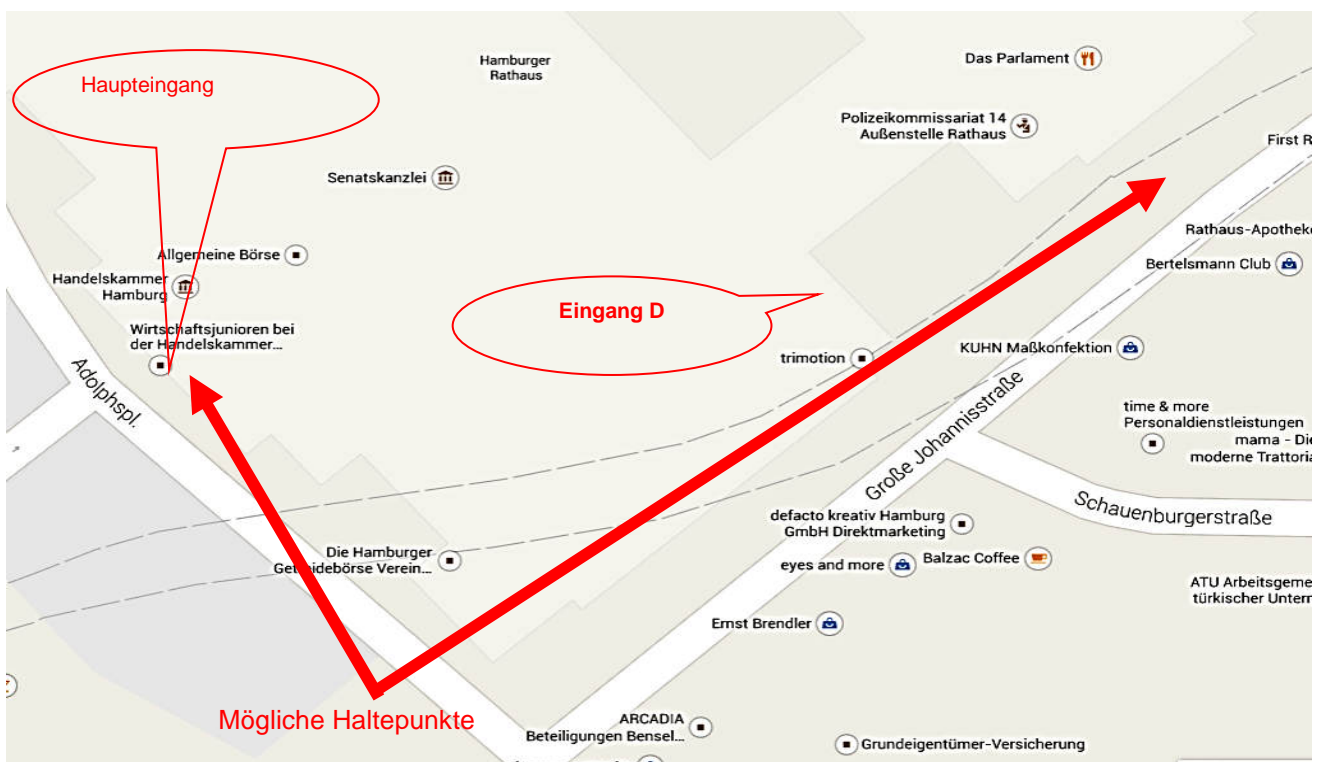 Hamburger
Rathaus
Das Parlament
Haupteingang
Polizeikommissariat 14
Außenstelle Rathaus
First R
Senatskanzlei
Rathaus-Apotheke
Allgemeine Börse
Bertelsmann Club
Handelskammer
Hamburg
Eingang D
Wirtschaftsjunioren bei
der Handelskammer...
trimotion
KUHN Maßkonfektion
Adolphspl.
Große Johannisstraße
time & more
Personaldienstleistungen
mama - Die
moderne Trattoria
Schauenburgerstraße
defacto kreativ Hamburg
GmbH Direktmarketing
Die Hamburger
Getreidebörse Verein...
eyes and more
Balzac Coffee
ATU Arbeitsgeme
türkischer Untern
Ernst Brendler
Mögliche Haltepunkte
ARCADIA
Beteiligungen Bensel...
Grundeigentümer-Versicherung